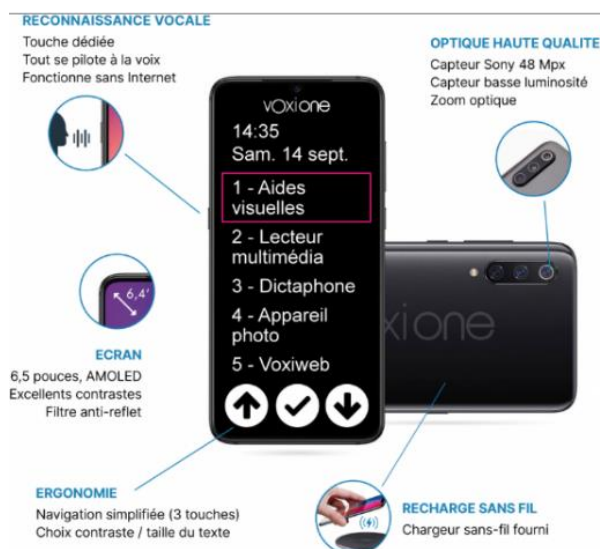 RECONNAISSANCE VOCALE
Touche dédiée
Tout se pilote à la voix
Fonctionne sans Internet
OPTIQUE HAUTE QUALITE
Capteur Sony 48 Mpx
Capteur basse luminosité
Zoom optique
voxione
14:35
Sam. 14 sept.
1 - Aides
visuelles
2 - Lecteur
multimédia
3 - Dictaphone
4 - Appareil
photo
5 - Voxiweb
xione
6,4'
ECRAN
6,5 pouces, AMOLED
Excellents contrastes
Filtre anti-reflet
ERGONOMIE
Navigation simplifiée (3 touches)
Choix contraste / taille du texte
RECHARGE SANS FIL
Chargeur sans-fil fourni